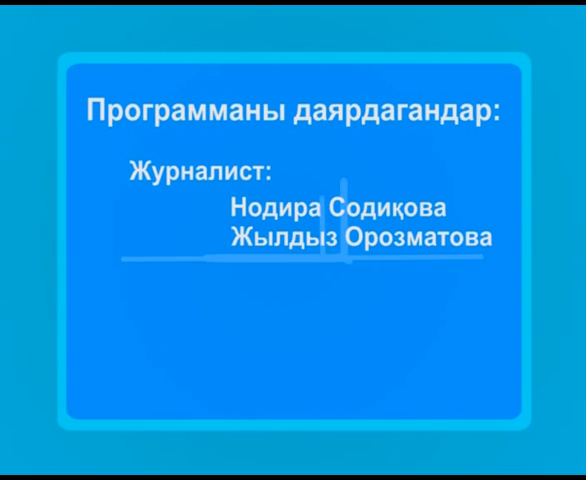 Программаны даярдагандар:
Журналист:
Нодира Содиқова
Жылдыз Орозматова